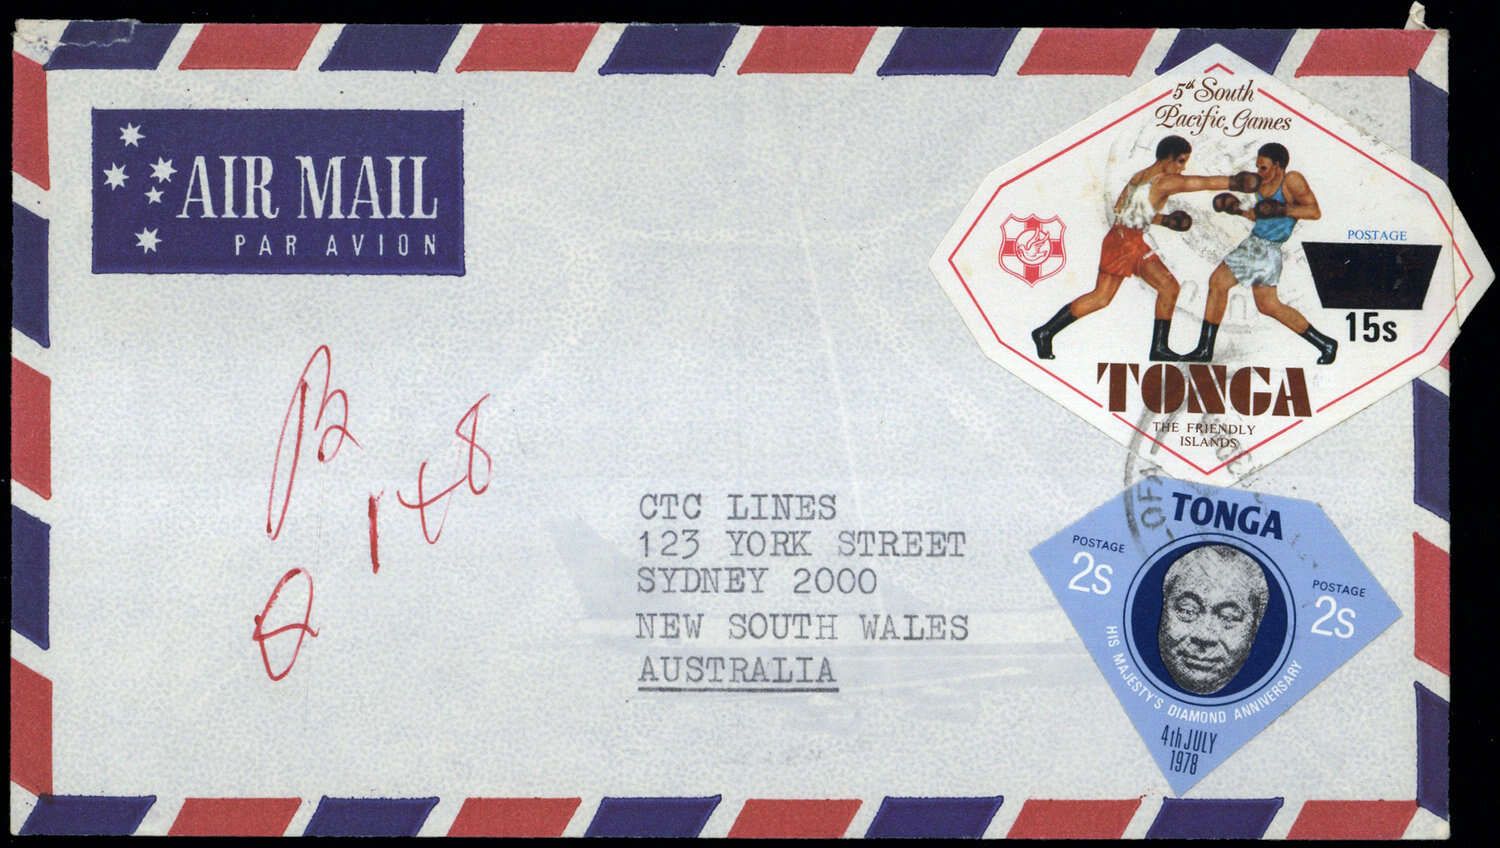 AIR MAIL
PAR AVION
5th South
Pacific Games
POSTAGE
15s
TONGA
THE FRIENDLY
ISLANDS
CTC LINES
123 YORK STREET
SYDNEY 2000
NEW SOUTH WALES
AUSTRALIA
TONGA
POSTAGE
2s
POSTAGE
2s
HIS MAJESTY'S DIAMOND ANNIVERSARY
4th JULY
1978